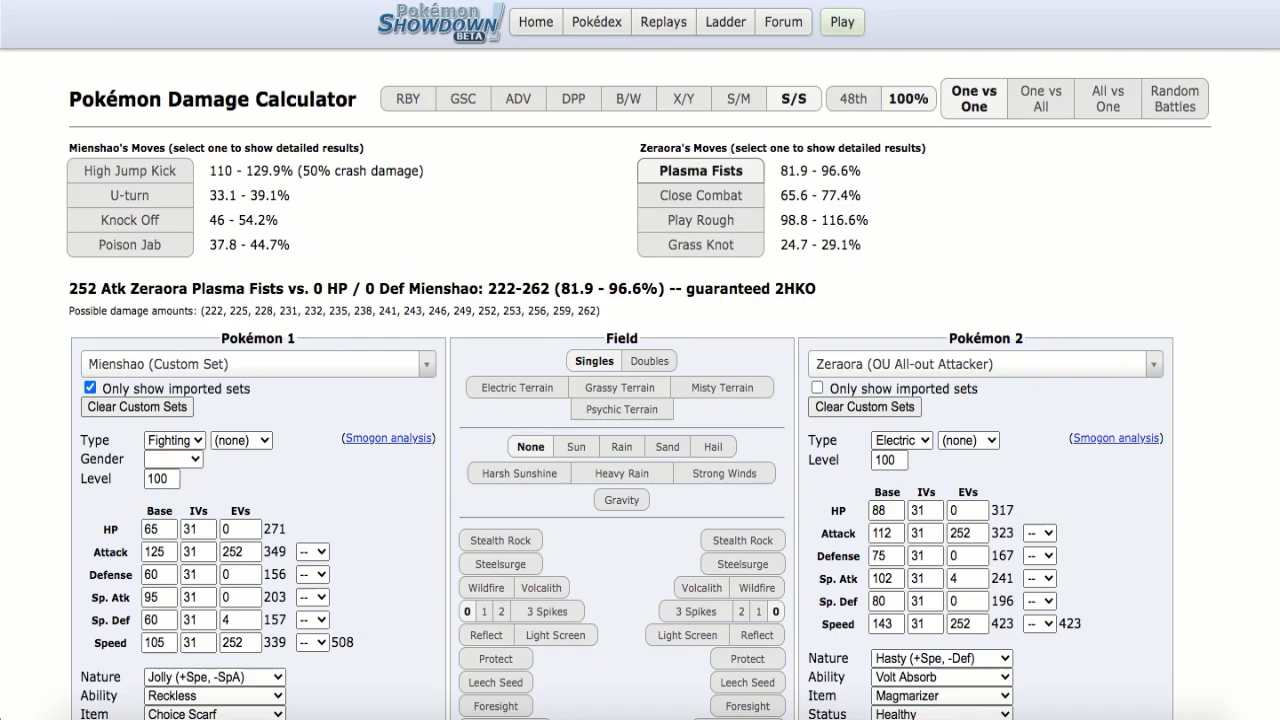 Pokémon
SHOWDOWN!
BETA
Home Pokédex Replays Ladder Forum Play
Pokémon Damage Calculator RBY GSC ADV DPP B/W X/Y S/M S/S 48th 100% One vs One One vs All All vs One Random Battles
Mienshao's Moves (select one to show detailed results)
High Jump Kick 110 - 129.9% (50% crash damage)
U-turn 33.1 - 39.1%
Knock Off 46 - 54.2%
Poison Jab 37.8 - 44.7%
Zeraora's Moves (select one to show detailed results)
Plasma Fists 81.9 - 96.6%
Close Combat 65.6 - 77.4%
Play Rough 98.8 - 116.6%
Grass Knot 24.7 - 29.1%
252 Atk Zeraora Plasma Fists vs. 0 HP / 0 Def Mienshao: 222-262 (81.9 - 96.6%) -- guaranteed 2HKO
Possible damage amounts: (222, 225, 228, 231, 232, 235, 238, 241, 243, 246, 249, 252, 253, 256, 259, 262)
Pokémon 1
Mienshao (Custom Set)
Only show imported sets
Clear Custom Sets
Type Fighting (none) (Smogon analysis)
Gender
Level 100
Base IVs EVs
HP 65 31 0 271
Attack 125 31 252 349 --
Defense 60 31 0 156 --
Sp. Atk 95 31 0 203 --
Sp. Def 60 31 4 157 --
Speed 105 31 252 339 -- 508
Nature Jolly (+Spe, -SpA)
Ability Reckless
Item Choice Scarf
Field
Singles Doubles
Electric Terrain Grassy Terrain Misty Terrain
Psychic Terrain
None Sun Rain Sand Hail
Harsh Sunshine Heavy Rain Strong Winds
Gravity
Stealth Rock Stealth Rock
Steelsurge Steelsurge
Wildfire Volcalith Volcalith Wildfire
0 1 2 3 Spikes 3 Spikes 2 1 0
Reflect Light Screen Light Screen Reflect
Protect Protect
Leech Seed Leech Seed
Foresight Foresight
Pokémon 2
Zeraora (OU All-out Attacker)
Only show imported sets
Clear Custom Sets
Type Electric (none) (Smogon analysis)
Level 100
Base IVs EVs
HP 88 31 0 317
Attack 112 31 252 323 --
Defense 75 31 0 167 --
Sp. Atk 102 31 4 241 --
Sp. Def 80 31 0 196 --
Speed 143 31 252 423 -- 423
Nature Hasty (+Spe, -Def)
Ability Volt Absorb
Item Magmarizer
Status Healthy